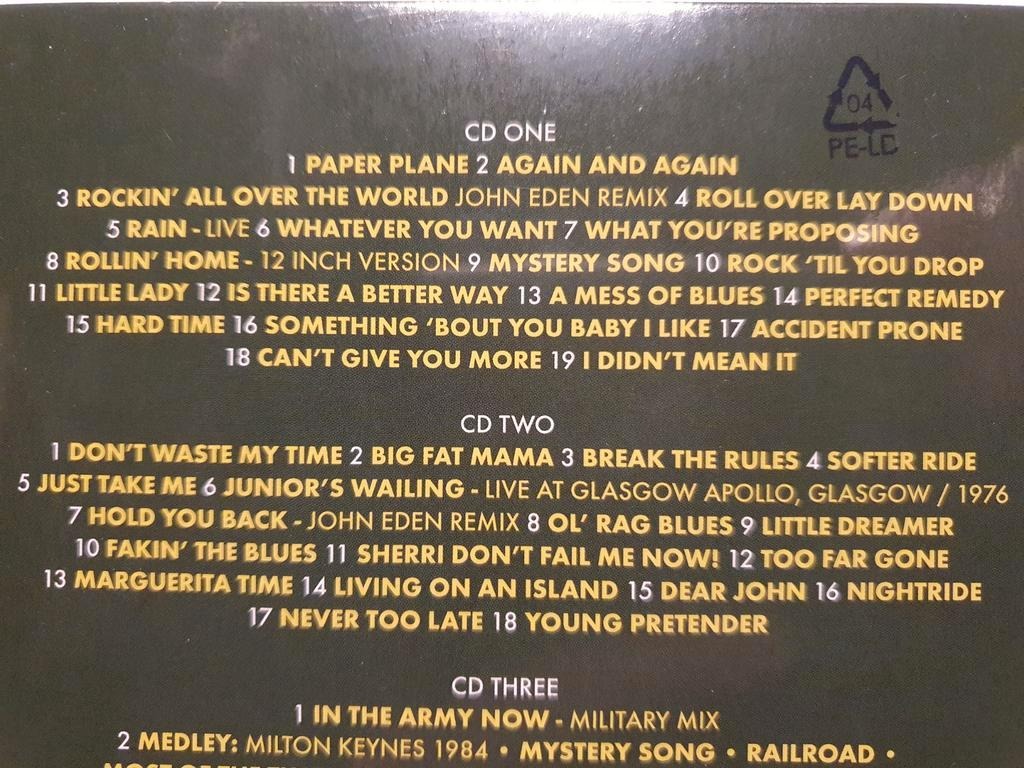 04
PE-LD
CD ONE
1 PAPER PLANE 2 AGAIN AND AGAIN
3 ROCKIN' ALL OVER THE WORLD JOHN EDEN REMIX 4 ROLL OVER LAY DOWN
5 RAIN - LIVE 6 WHATEVER YOU WANT 7 WHAT YOU'RE PROPOSING
8 ROLLIN' HOME - 12 INCH VERSION 9 MYSTERY SONG 10 ROCK 'TIL YOU DROP
11 LITTLE LADY 12 IS THERE A BETTER WAY 13 A MESS OF BLUES 14 PERFECT REMEDY
15 HARD TIME 16 SOMETHING 'BOUT YOU BABY I LIKE 17 ACCIDENT PRONE
18 CAN'T GIVE YOU MORE 19 I DIDN'T MEAN IT
CD TWO
1 DON'T WASTE MY TIME 2 BIG FAT MAMA 3 BREAK THE RULES 4 SOFTER RIDE
5 JUST TAKE ME 6 JUNIOR'S WAILING - LIVE AT GLASGOW APOLLO, GLASGOW / 1976
7 HOLD YOU BACK - JOHN EDEN REMIX 8 OL' RAG BLUES 9 LITTLE DREAMER
10 FAKIN' THE BLUES 11 SHERRI DON'T FAIL ME NOW! 12 TOO FAR GONE
13 MARGUERITA TIME 14 LIVING ON AN ISLAND 15 DEAR JOHN 16 NIGHTRIDE
17 NEVER TOO LATE 18 YOUNG PRETENDER
CD THREE
1 IN THE ARMY NOW - MILITARY MIX
2 MEDLEY: MILTON KEYNES 1984 • MYSTERY SONG • RAILROAD •